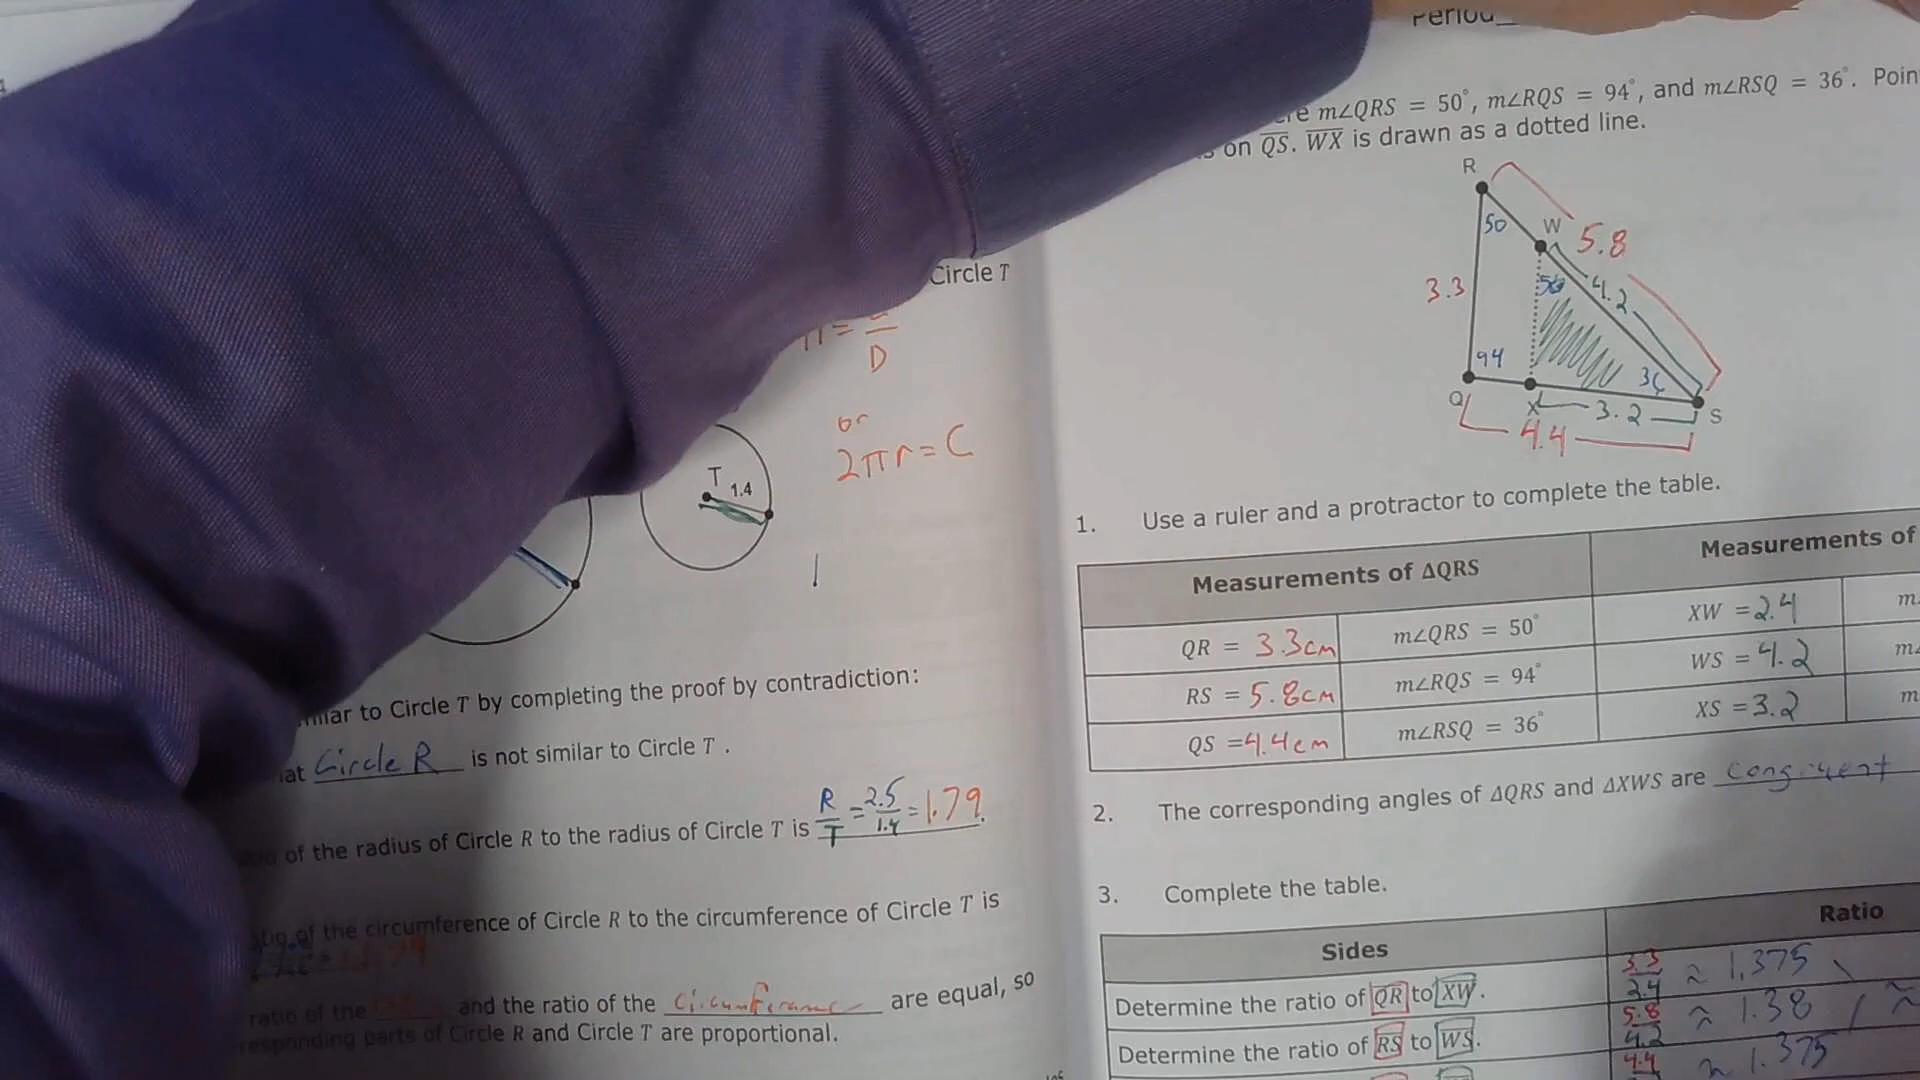 Circle T
D
or
2πr = C
T
1.4
to Circle T by completing the proof by contradiction:
Circle R is not similar to Circle T .
of the radius of Circle R to the radius of Circle T is R/T = 2.5/1.4 = 1.79.
of the circumference of Circle R to the circumference of Circle T is
ratio of the and the ratio of the are equal, so
parts of Circle R and Circle T are proportional.
m∠QRS = 50°, m∠RQS = 94°, and m∠RSQ = 36°.
on QS. WX is drawn as a dotted line.
R
50
W
5.8
3.3
4.2
94
Q
X
3.2
S
4.4
1. Use a ruler and a protractor to complete the table.
Measurements of ΔQRS
Measurements of
QR = 3.3cm m∠QRS = 50° XW = 2.4
RS = 5.8cm m∠RQS = 94° WS = 4.2
QS = 4.4cm m∠RSQ = 36° XS = 3.2
2. The corresponding angles of ΔQRS and ΔXWS are congruent
3. Complete the table.
Sides Ratio
Determine the ratio of QR to XW. 3.3/2.4 ≈ 1.375
Determine the ratio of RS to WS. 5.8/4.2 ≈ 1.38
4.4 ≈ 1.375